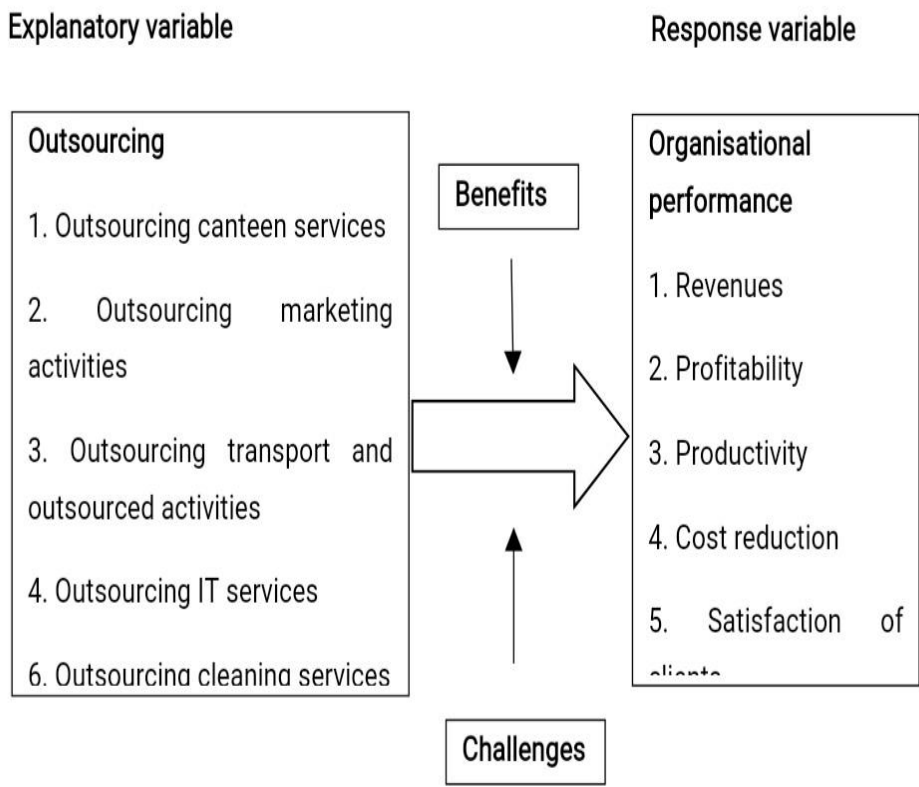 Explanatory variable
Response variable
Outsourcing
1. Outsourcing canteen services
2. Outsourcing marketing
activities
3. Outsourcing transport and
outsourced activities
4. Outsourcing IT services
6. Outsourcing cleaning services
Benefits
Challenges
Organisational
performance
1. Revenues
2. Profitability
3. Productivity
4. Cost reduction
5. Satisfaction of
clients